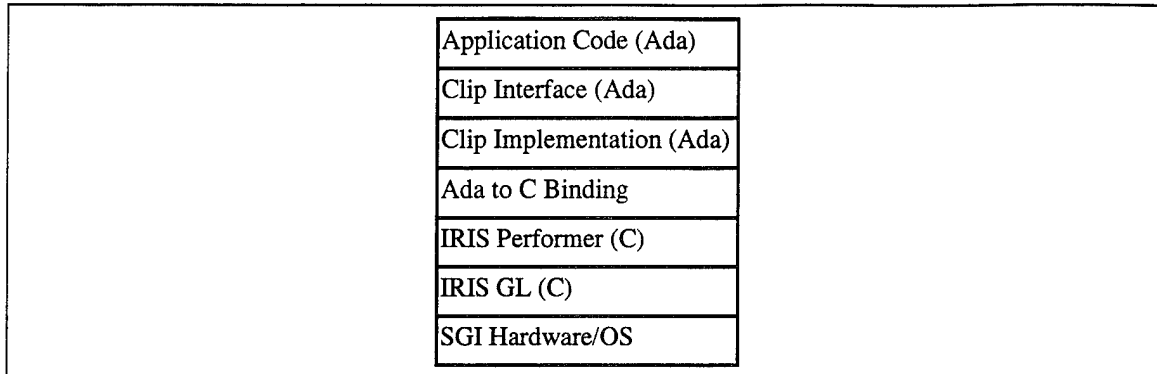 Application Code (Ada)
Clip Interface (Ada)
Clip Implementation (Ada)
Ada to C Binding
IRIS Performer (C)
IRIS GL (C)
SGI Hardware/OS